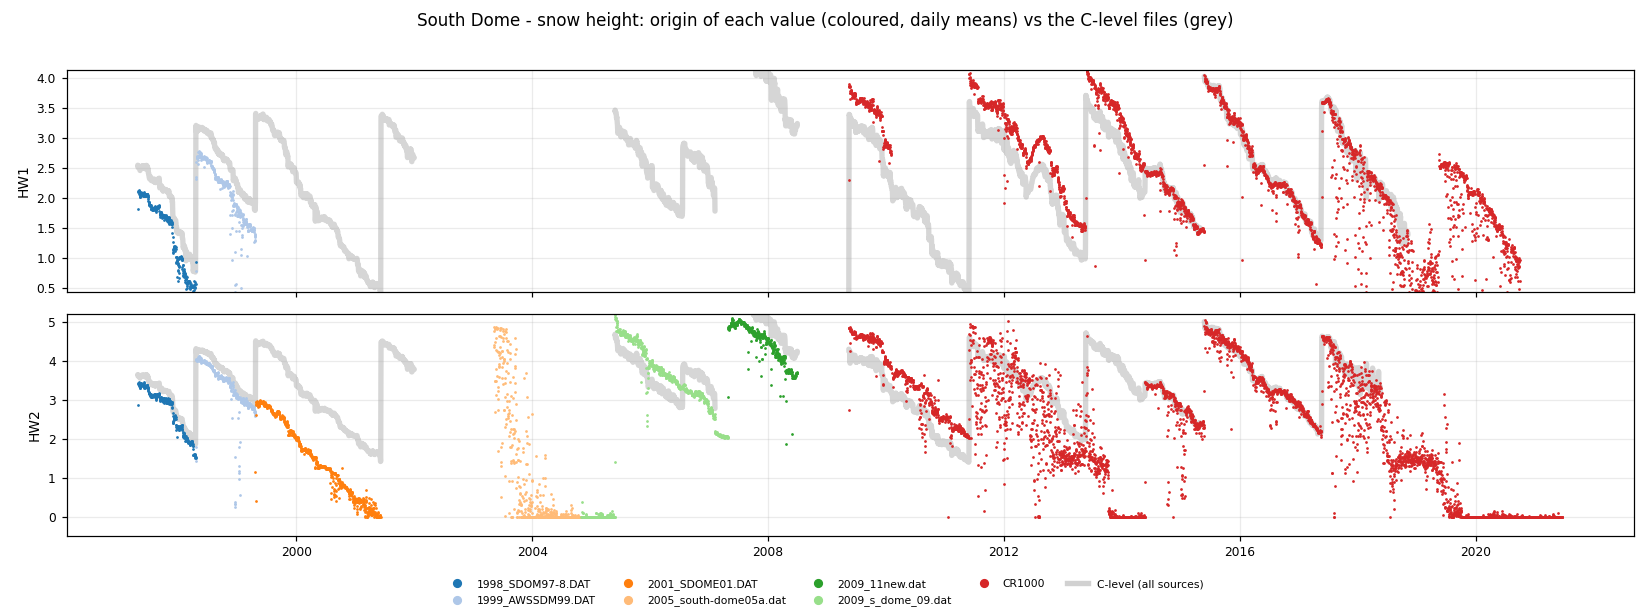 South Dome - snow height: origin of each value (coloured, daily means) vs the C-level files (grey)
4.0
3.5
3.0
2.5
2.0
1.5
1.0
0.5
HW1
5
4
3
2
1
0
HW2
2000 2004 2008 2012 2016 2020
1998_SDOM97-8.DAT 2001_SDOME01.DAT 2009_11new.dat CR1000 C-level (all sources)
1999_AWSSDM99.DAT 2005_south-dome05a.dat 2009_s_dome_09.dat